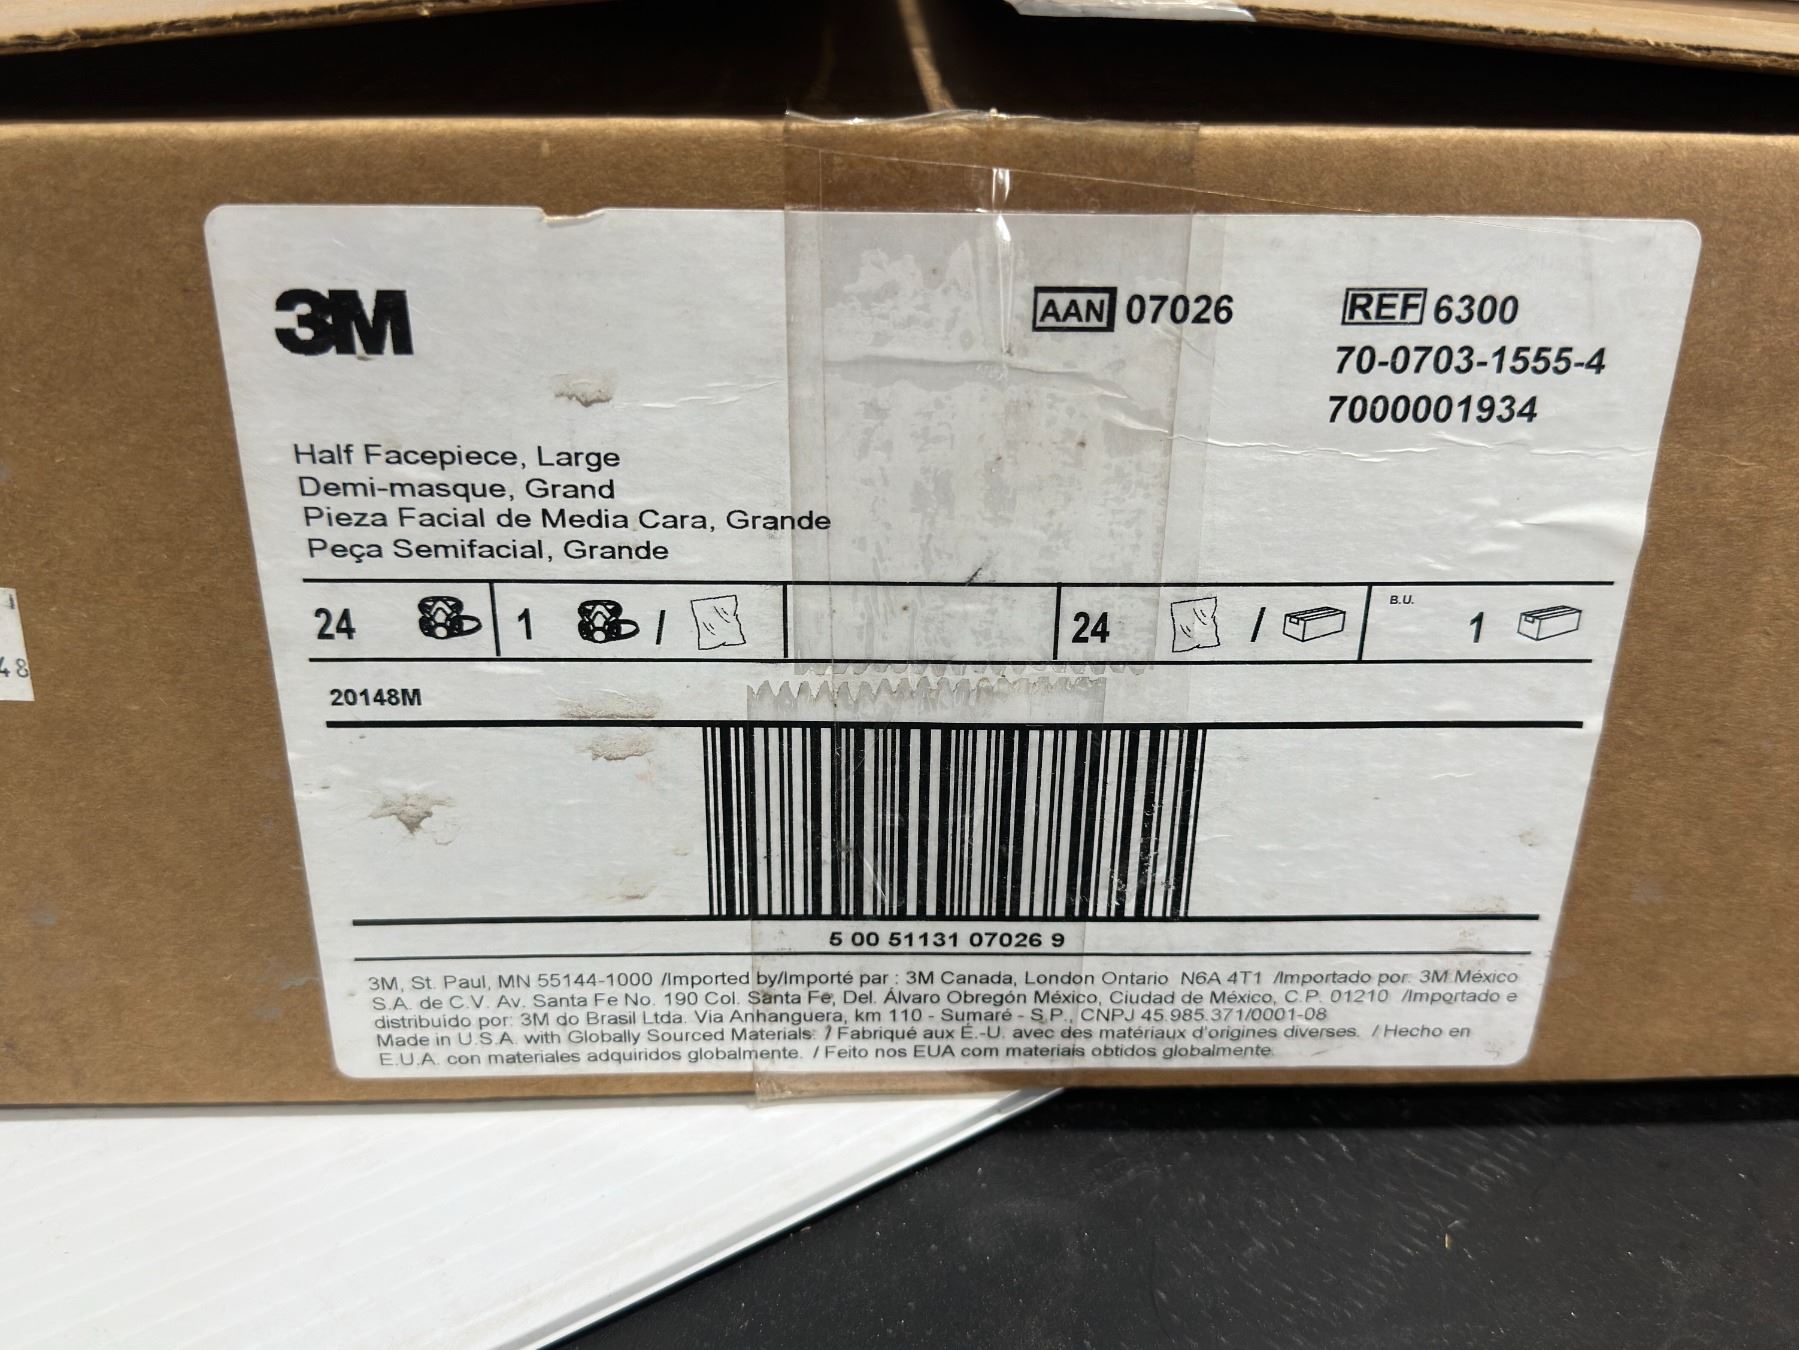 3M
AAN 07026
REF 6300
70-0703-1555-4
7000001934
Half Facepiece, Large
Demi-masque, Grand
Pieza Facial de Media Cara, Grande
Peça Semifacial, Grande
24 1 / 24 / B.U. 1
48
20148M
5 00 51131 07026 9
3M, St. Paul, MN 55144-1000 /Imported by/Importé par : 3M Canada, London Ontario N6A 4T1 /Importado por: 3M México
S.A. de C.V. Av. Santa Fe No. 190 Col. Santa Fe, Del. Álvaro Obregón México, Ciudad de México, C.P. 01210 /Importado e
distribuido por: 3M do Brasil Ltda. Via Anhanguera, km 110 - Sumaré - S.P., CNPJ 45.985.371/0001-08
Made in U.S.A. with Globally Sourced Materials. / Fabriqué aux É.-U. avec des matériaux d'origines diverses. / Hecho en
E.U.A. con materiales adquiridos globalmente. / Feito nos EUA com materiais obtidos globalmente.